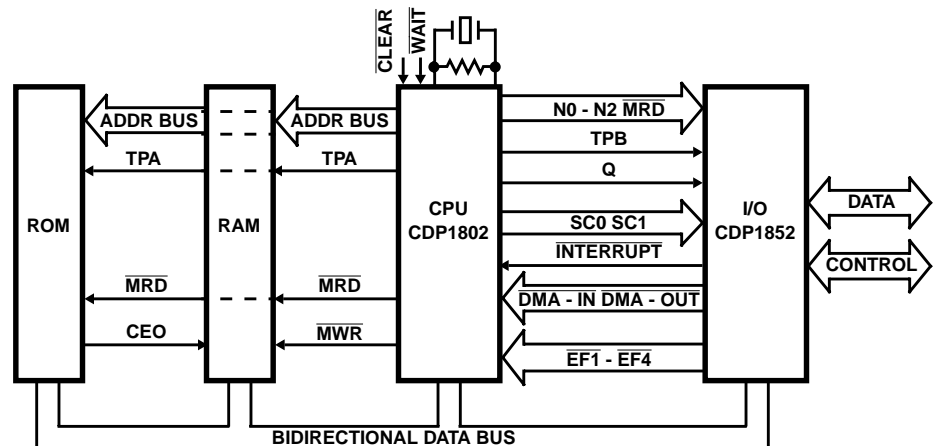 CLEAR
WAIT
ADDR BUS
ADDR BUS
N0 - N2 MRD
TPB
TPA
TPA
Q
ROM
RAM
CPU
CDP1802
I/O
CDP1852
DATA
SC0 SC1
INTERRUPT
CONTROL
MRD
MRD
DMA - IN DMA - OUT
CEO
MWR
EF1 - EF4
BIDIRECTIONAL DATA BUS